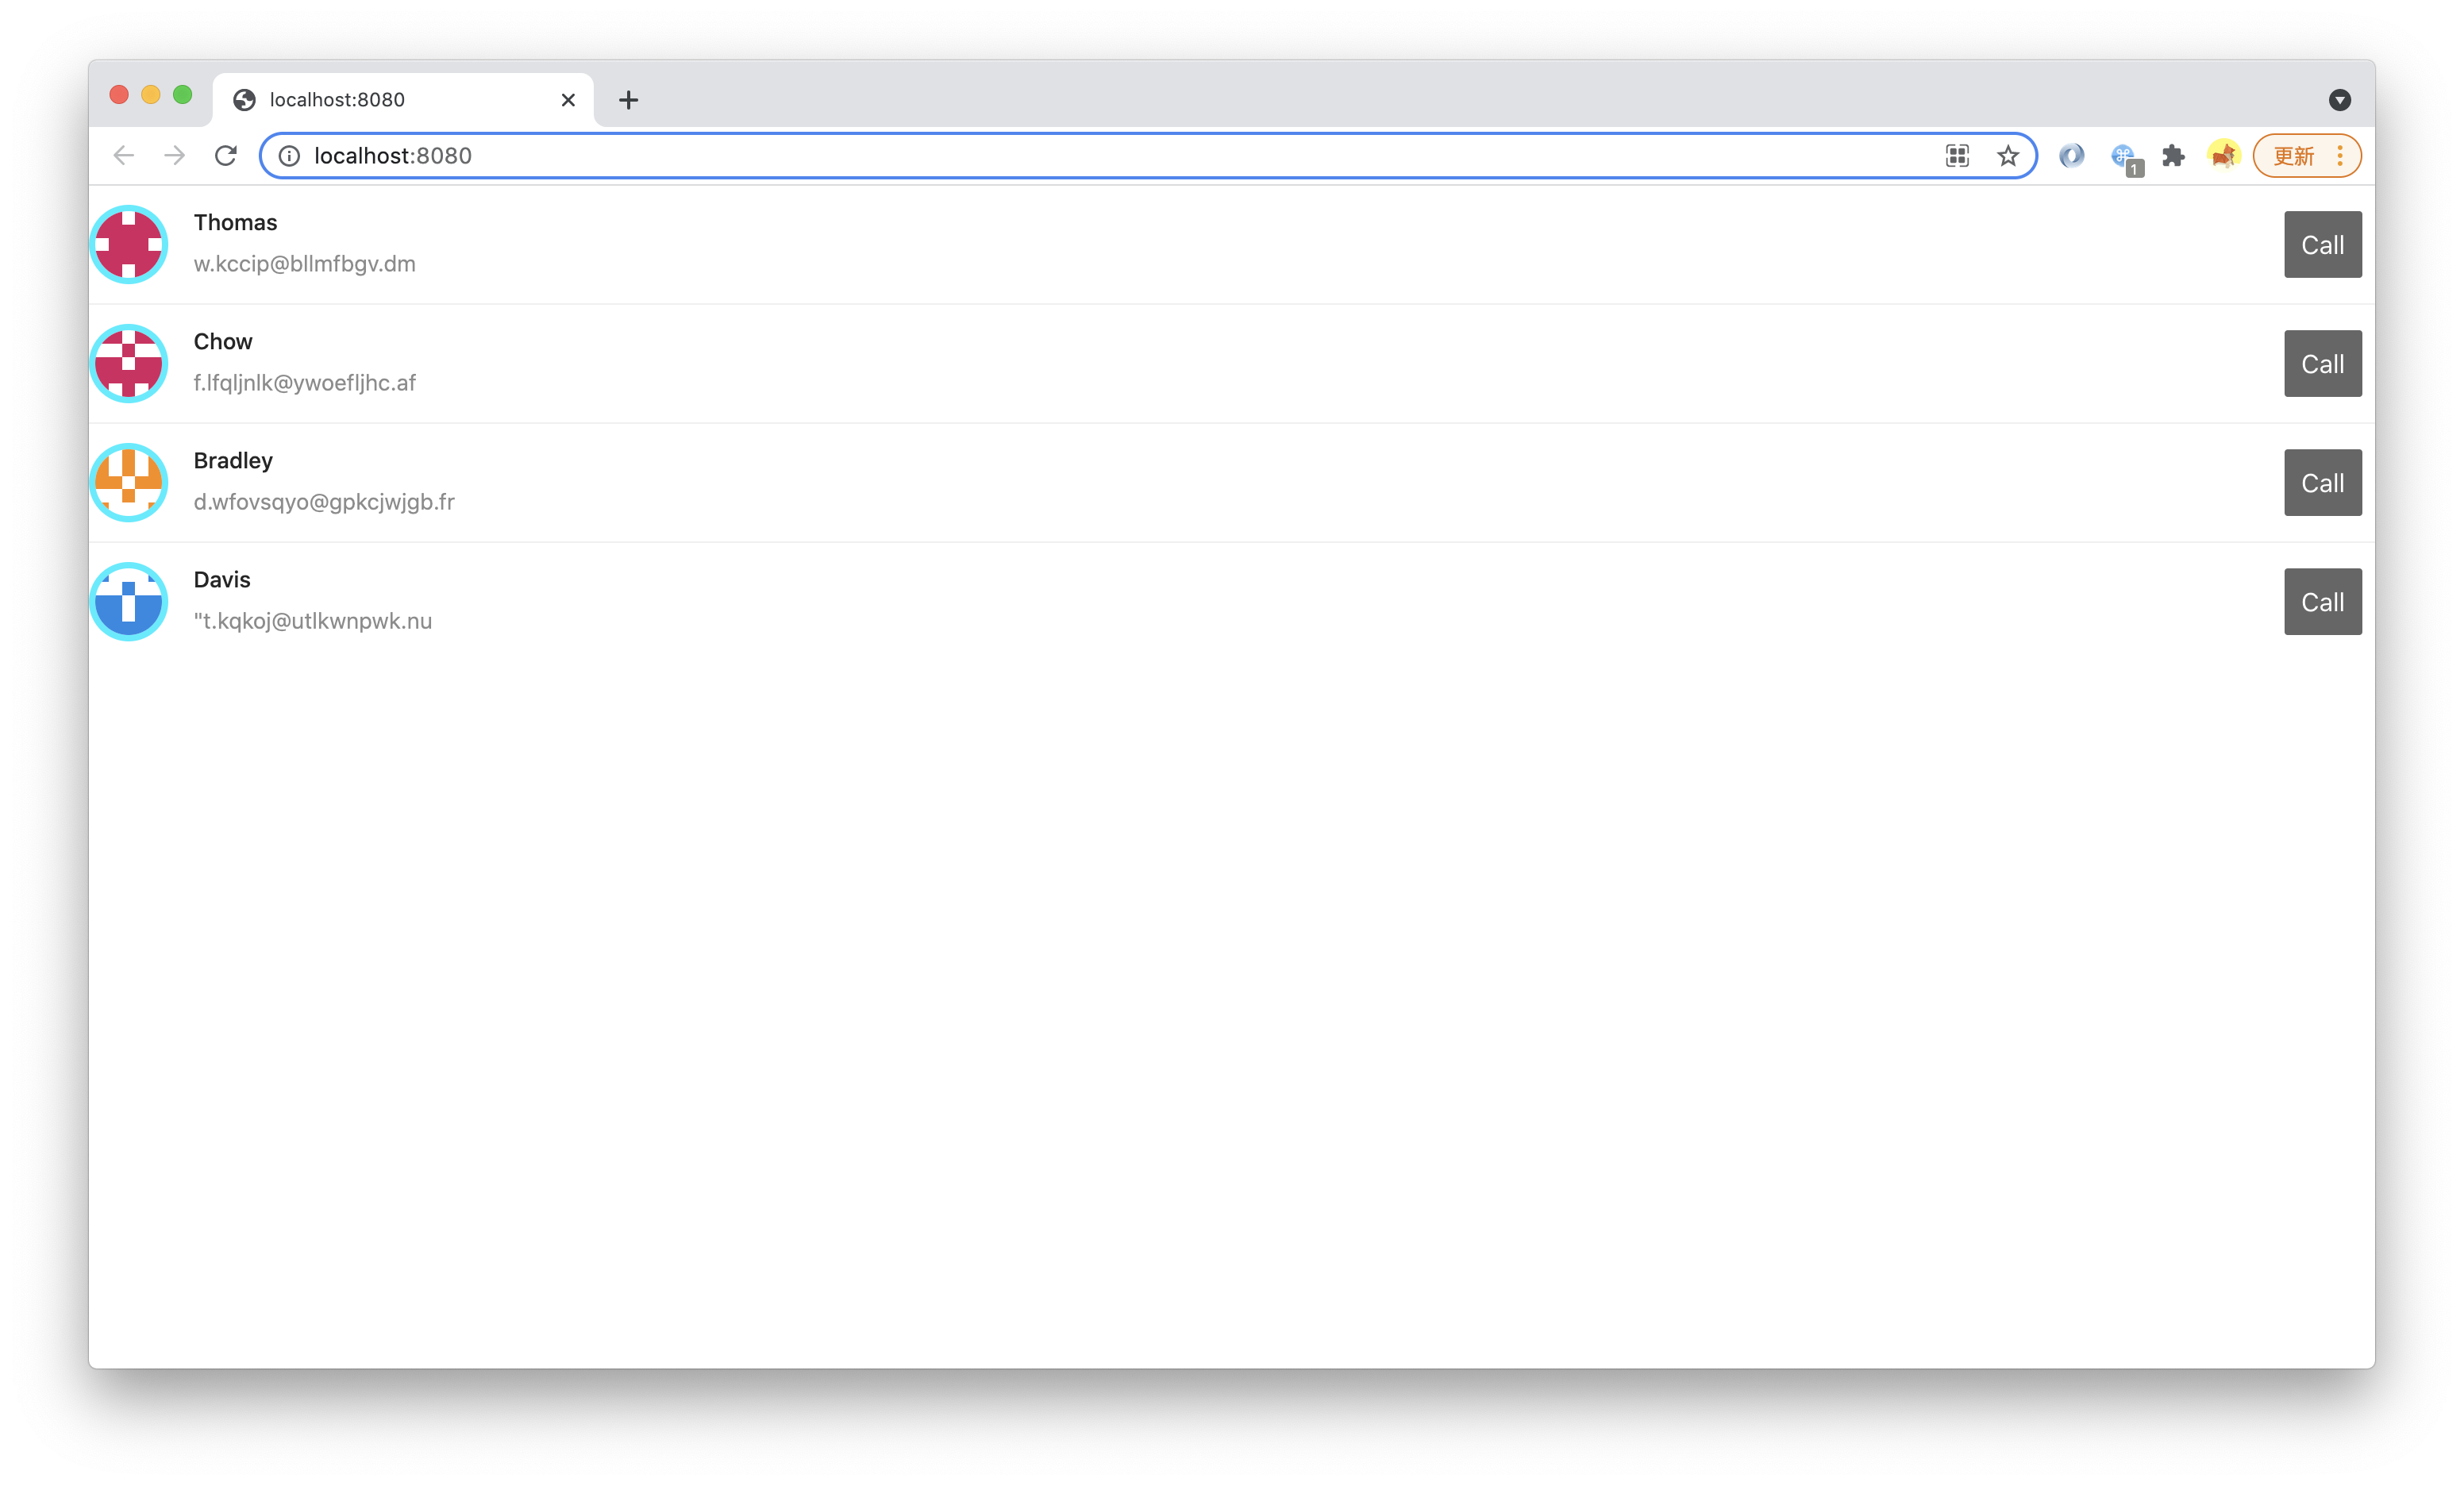 localhost:8080
localhost:8080
1
更新
Thomas
w.kccip@bllmfbgv.dm
Call
Chow
f.lfqljnlk@ywoefljhc.af
Call
Bradley
d.wfovsqyo@gpkcjwjgb.fr
Call
Davis
"t.kqkoj@utlkwnpwk.nu
Call